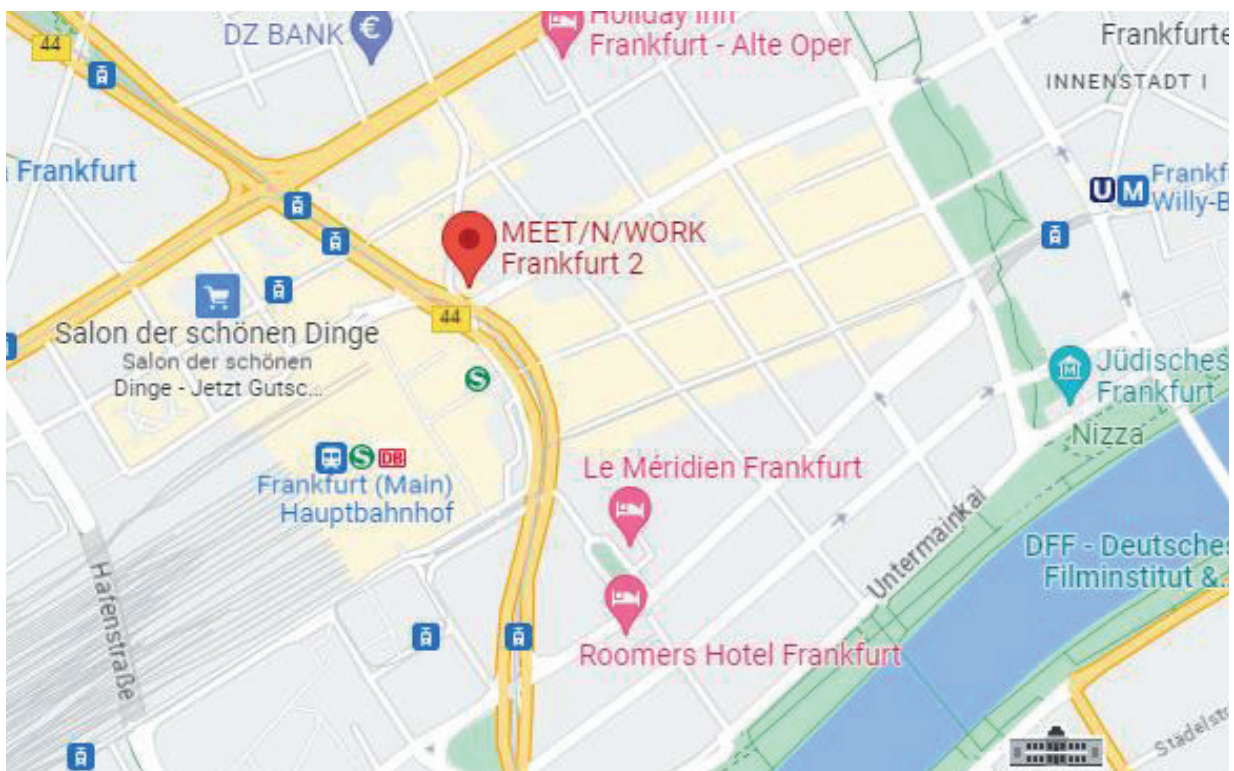 Holiday Inn
Frankfurt - Alte Oper
DZ BANK €
44
Frankfurte
INNENSTADT I
Frankfurt
U M
Frankf
Willy-B
MEET/N/WORK
Frankfurt 2
44
Salon der schönen Dinge
Salon der schönen
Dinge - Jetzt Gutsc...
S
Jüdisches
Frankfurt
Nizza
S DB
Frankfurt (Main)
Hauptbahnhof
Le Méridien Frankfurt
Untermainkai
DFF - Deutsches
Filminstitut &..
Hafenstraße
Roomers Hotel Frankfurt
Städelstr